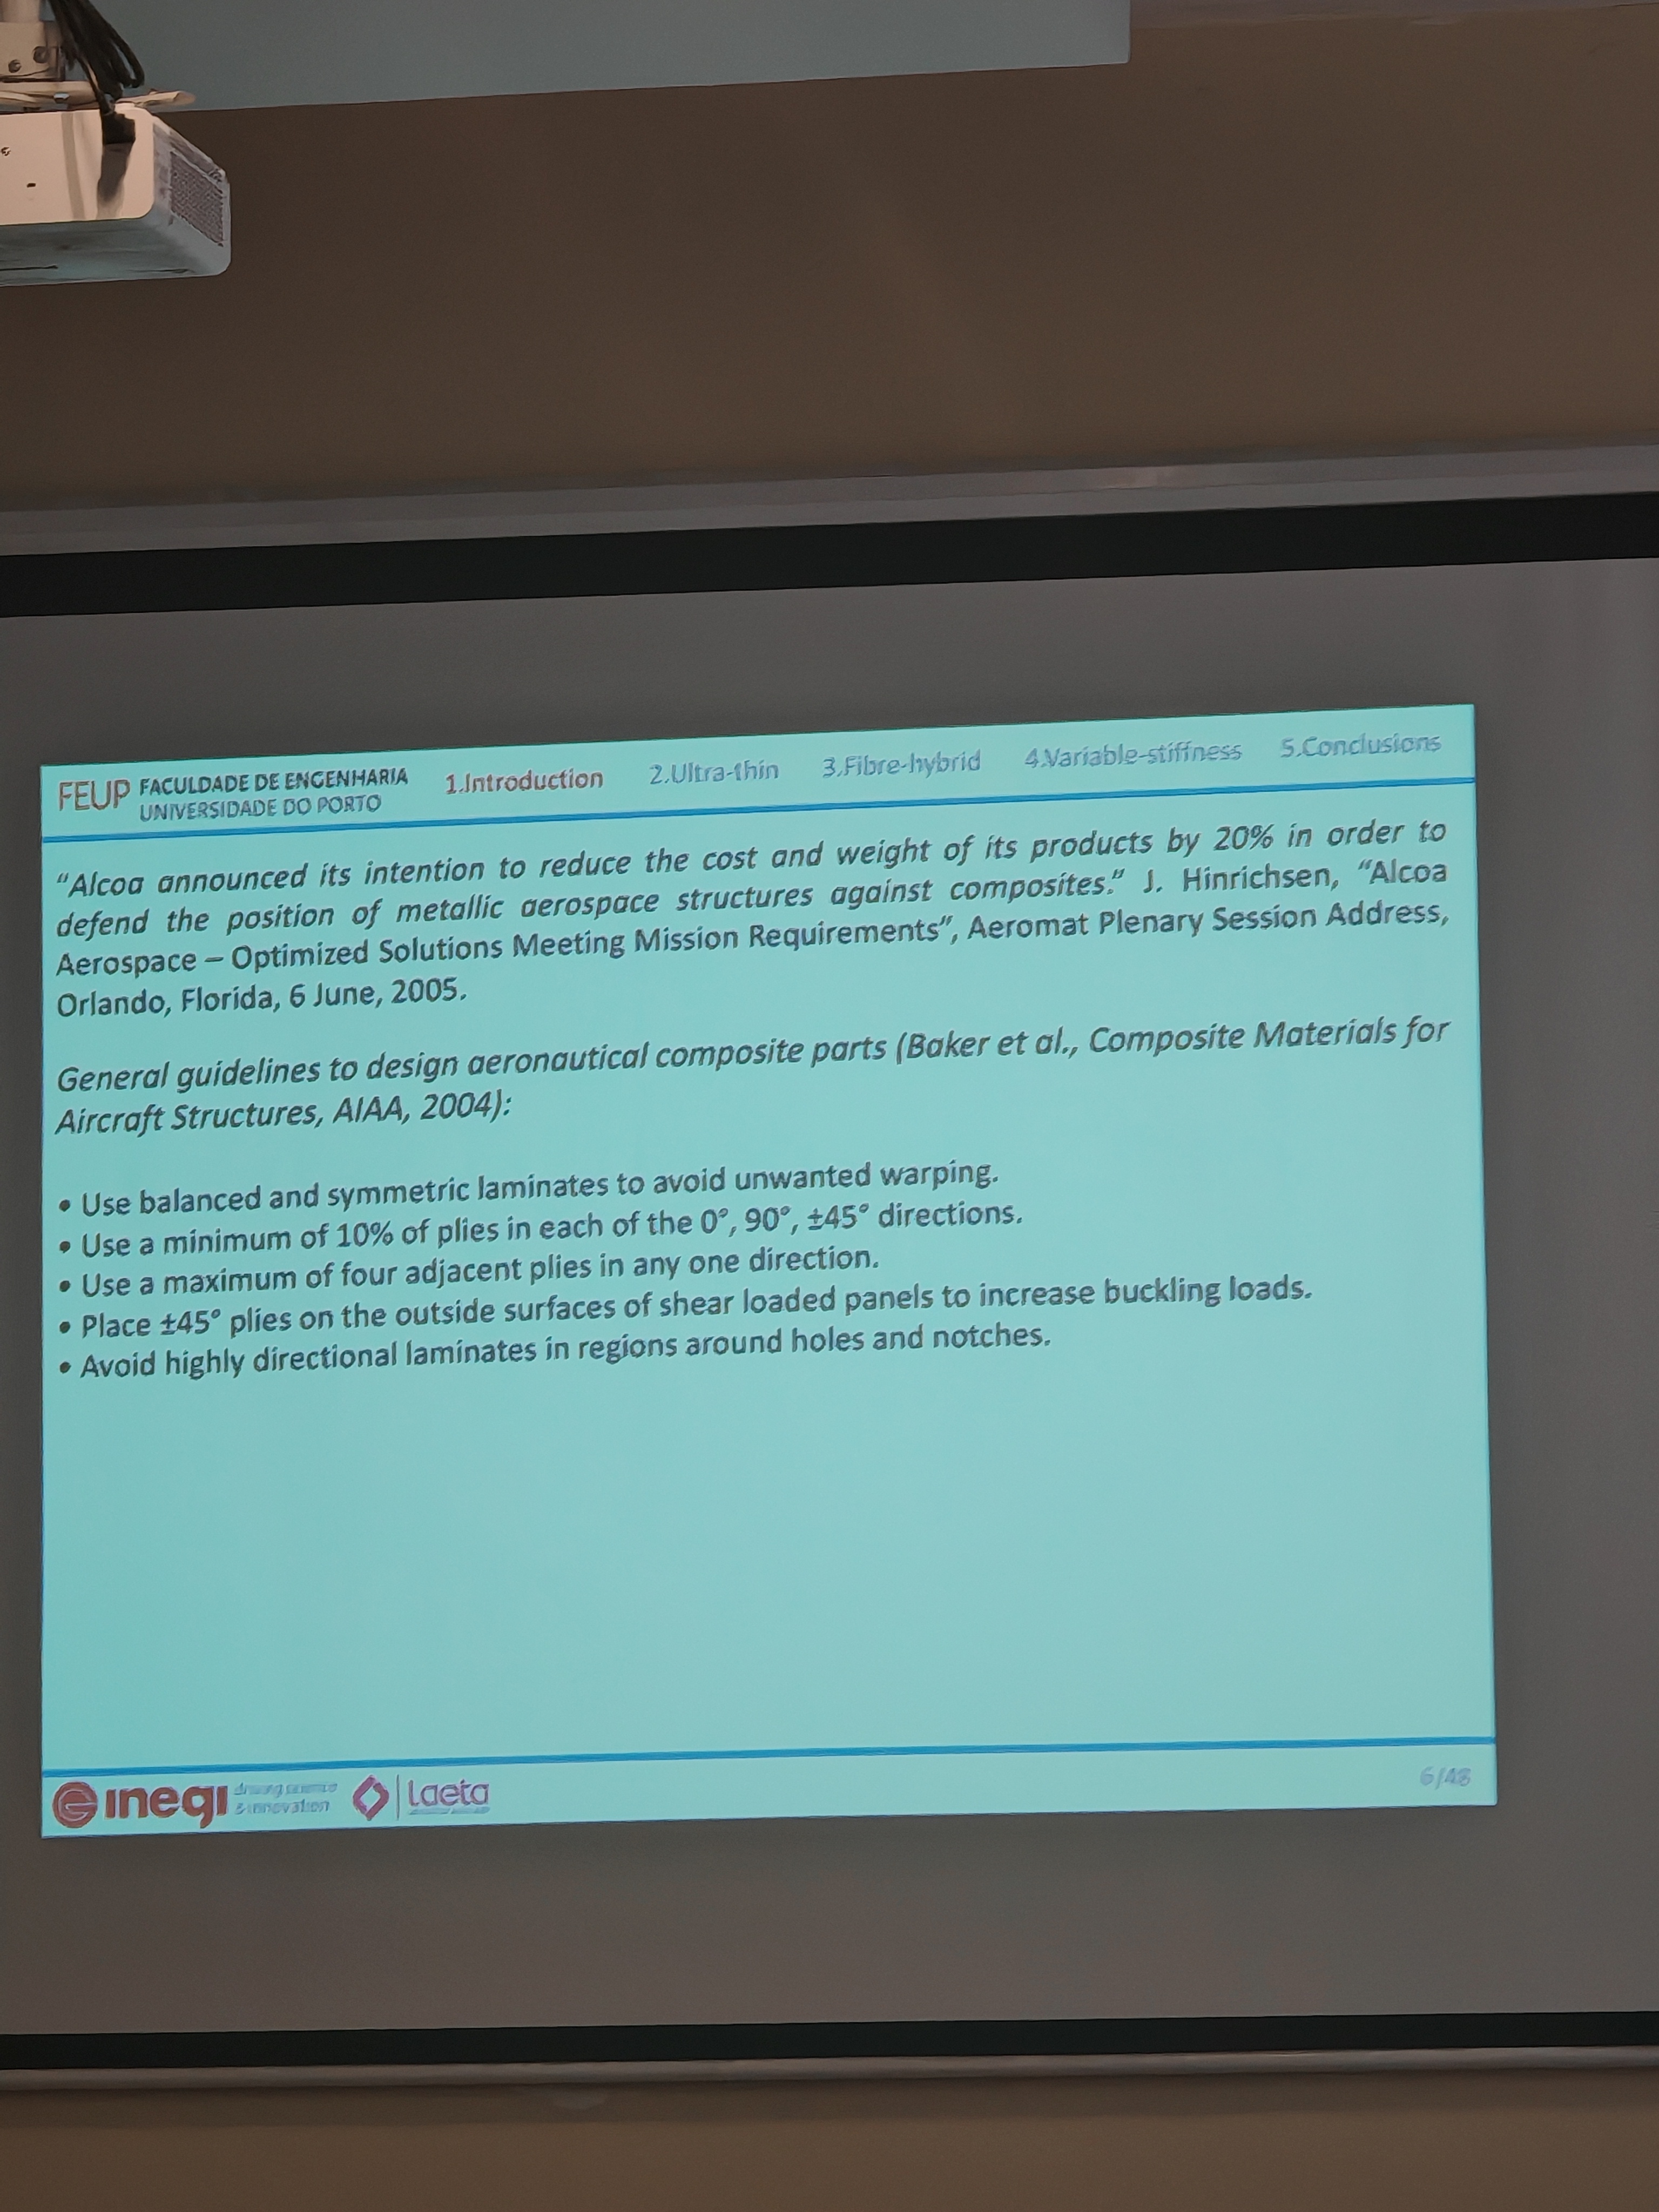 FEUP FACULDADE DE ENGENHARIA
UNIVERSIDADE DO PORTO
1.Introduction 2.Ultra-thin 3.Fibre-hybrid 4.Variable-stiffness 5.Conclusions
“Alcoa announced its intention to reduce the cost and weight of its products by 20% in order to
defend the position of metallic aerospace structures against composites.” J. Hinrichsen, “Alcoa
Aerospace – Optimized Solutions Meeting Mission Requirements”, Aeromat Plenary Session Address,
Orlando, Florida, 6 June, 2005.
General guidelines to design aeronautical composite parts (Baker et al., Composite Materials for
Aircraft Structures, AIAA, 2004):
• Use balanced and symmetric laminates to avoid unwanted warping.
• Use a minimum of 10% of plies in each of the 0°, 90°, ±45° directions.
• Use a maximum of four adjacent plies in any one direction.
• Place ±45° plies on the outside surfaces of shear loaded panels to increase buckling loads.
• Avoid highly directional laminates in regions around holes and notches.
inegi driving science
& innovation
Laeta
6/48